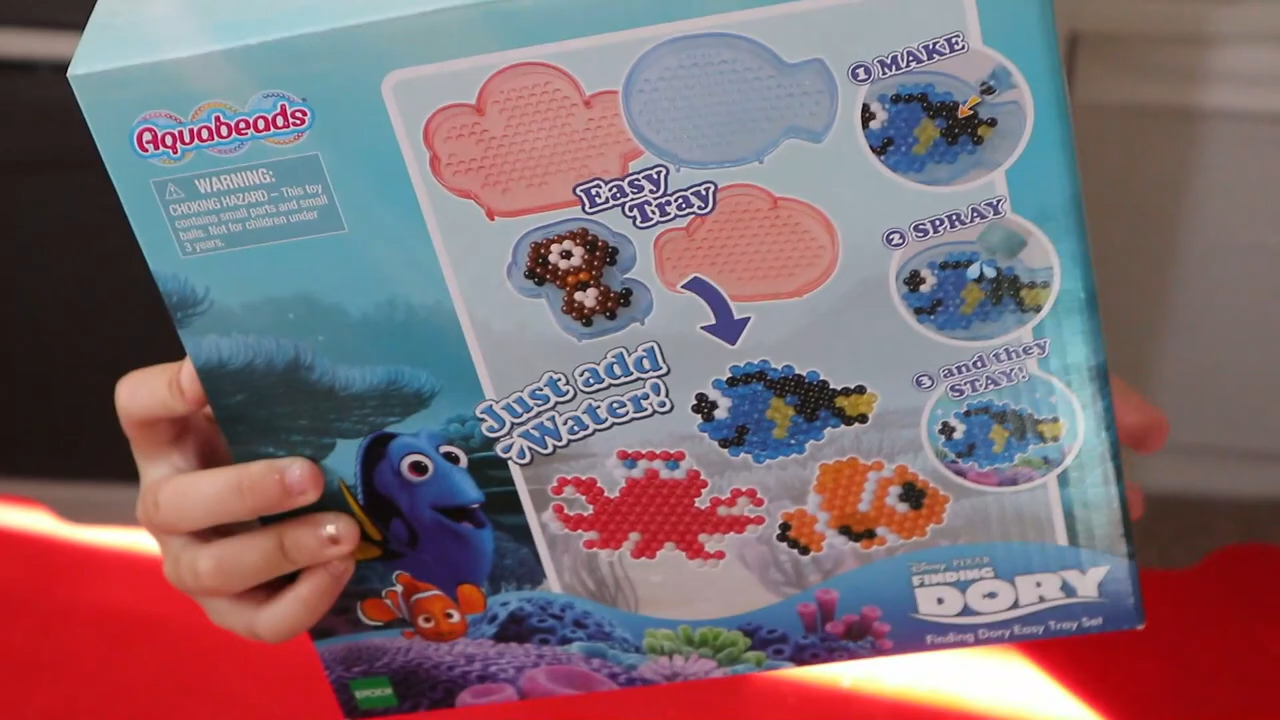 Aquabeads
WARNING:
CHOKING HAZARD – This toy
contains small parts and small
balls. Not for children under
3 years.
Easy
Tray
Just add
Water!
1 MAKE
2 SPRAY
3 and they
STAY!
Disney PIXAR
FINDING
DORY
Finding Dory Easy Tray Set
EPOCH